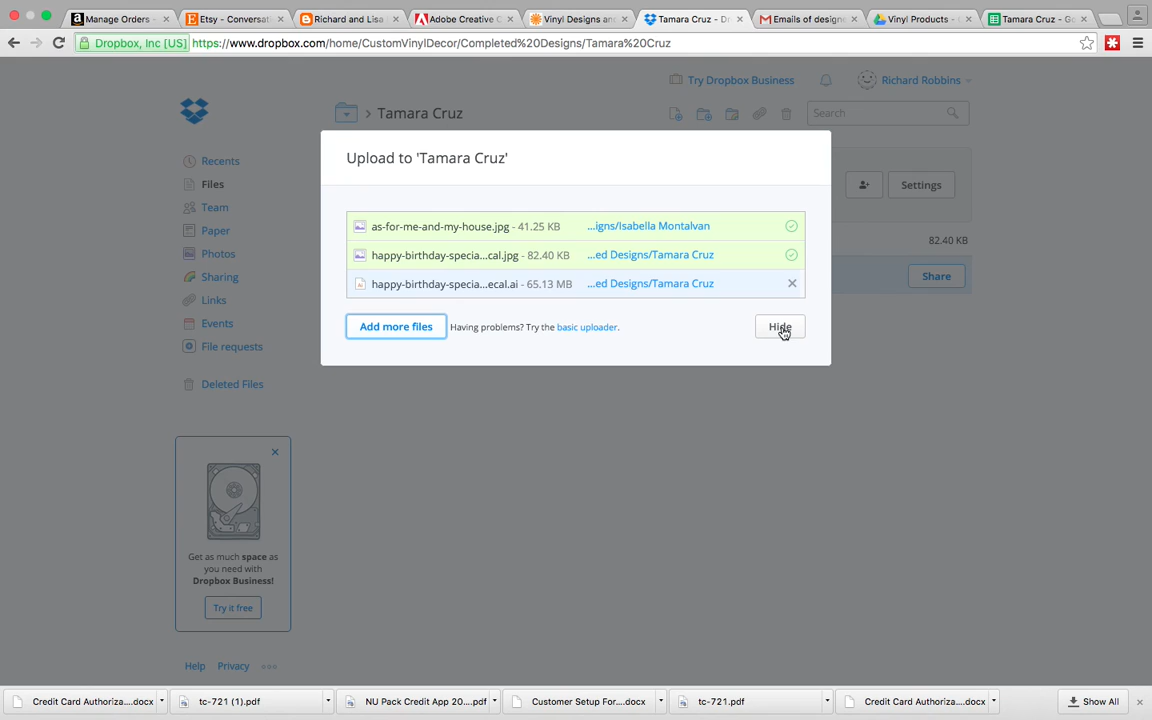 Manage Orders -
Etsy - Conversati
Richard and Lisa
Adobe Creative C
Vinyl Designs and
Tamara Cruz - Dr
Emails of designe
Vinyl Products -
Tamara Cruz - Go
Dropbox, Inc [US]
https://www.dropbox.com/home/CustomVinylDecor/Completed%20Designs/Tamara%20Cruz
Try Dropbox Business
Richard Robbins
> Tamara Cruz
Search
Recents
Files
Team
Paper
Photos
Sharing
Links
Events
File requests
Deleted Files
Settings
82.40 KB
Share
Upload to 'Tamara Cruz'
as-for-me-and-my-house.jpg - 41.25 KB ...igns/Isabella Montalvan
happy-birthday-specia...cal.jpg - 82.40 KB ...ed Designs/Tamara Cruz
happy-birthday-specia...ecal.ai - 65.13 MB ...ed Designs/Tamara Cruz
Add more files Having problems? Try the basic uploader. Hide
Get as much space as
you need with
Dropbox Business!
Try it free
Help Privacy
Credit Card Authoriza....docx
tc-721 (1).pdf
NU Pack Credit App 20....pdf
Customer Setup For....docx
tc-721.pdf
Credit Card Authoriza....docx
Show All